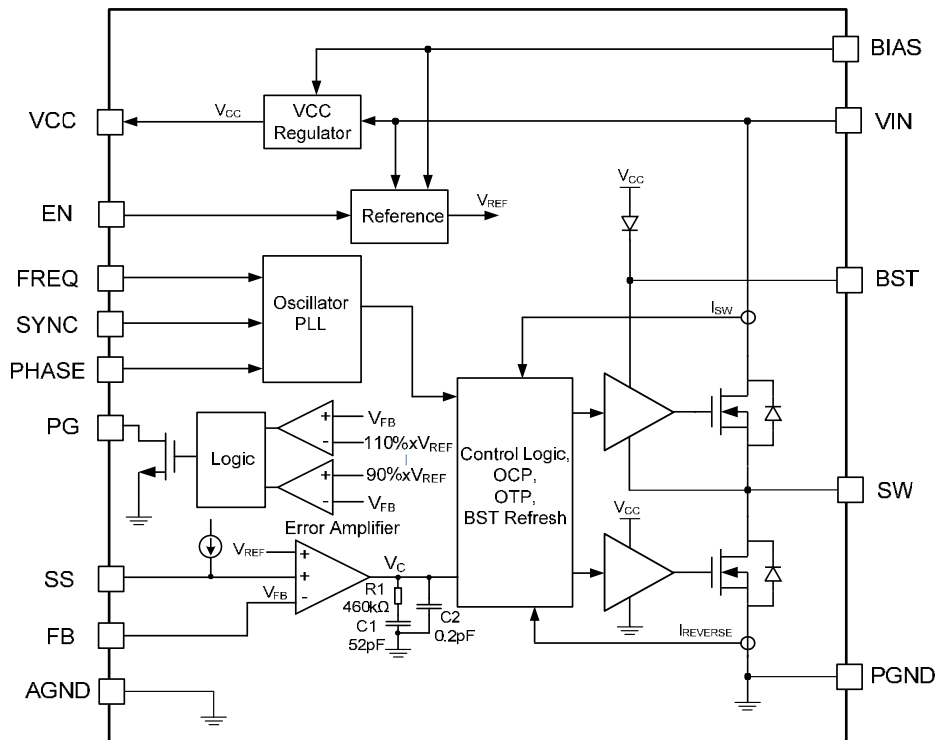 BIAS
VCC
VCC
VCC
Regulator
VIN
EN
Reference
VREF
VCC
FREQ
SYNC
PHASE
Oscillator
PLL
BST
ISW
PG
Logic
+
-
VFB
110%xVREF
+
-
90%xVREF
VFB
Control Logic,
OCP,
OTP,
BST Refresh
SW
Error Amplifier
VCC
SS
VREF
VFB
+
+
-
VC
R1
460kΩ
C1
52pF
C2
0.2pF
FB
IREVERSE
AGND
PGND